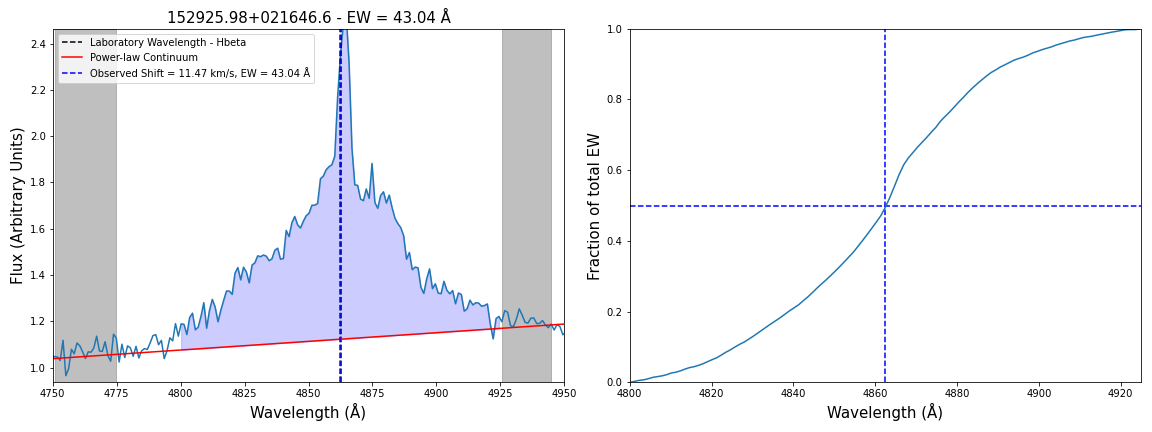 152925.98+021646.6 - EW = 43.04 Å
Laboratory Wavelength - Hbeta
Power-law Continuum
Observed Shift = 11.47 km/s, EW = 43.04 Å
Flux (Arbitrary Units)
2.4
2.2
2.0
1.8
1.6
1.4
1.2
1.0
4750 4775 4800 4825 4850 4875 4900 4925 4950
Wavelength (Å)
Fraction of total EW
1.0
0.8
0.6
0.4
0.2
0.0
4800 4820 4840 4860 4880 4900 4920
Wavelength (Å)